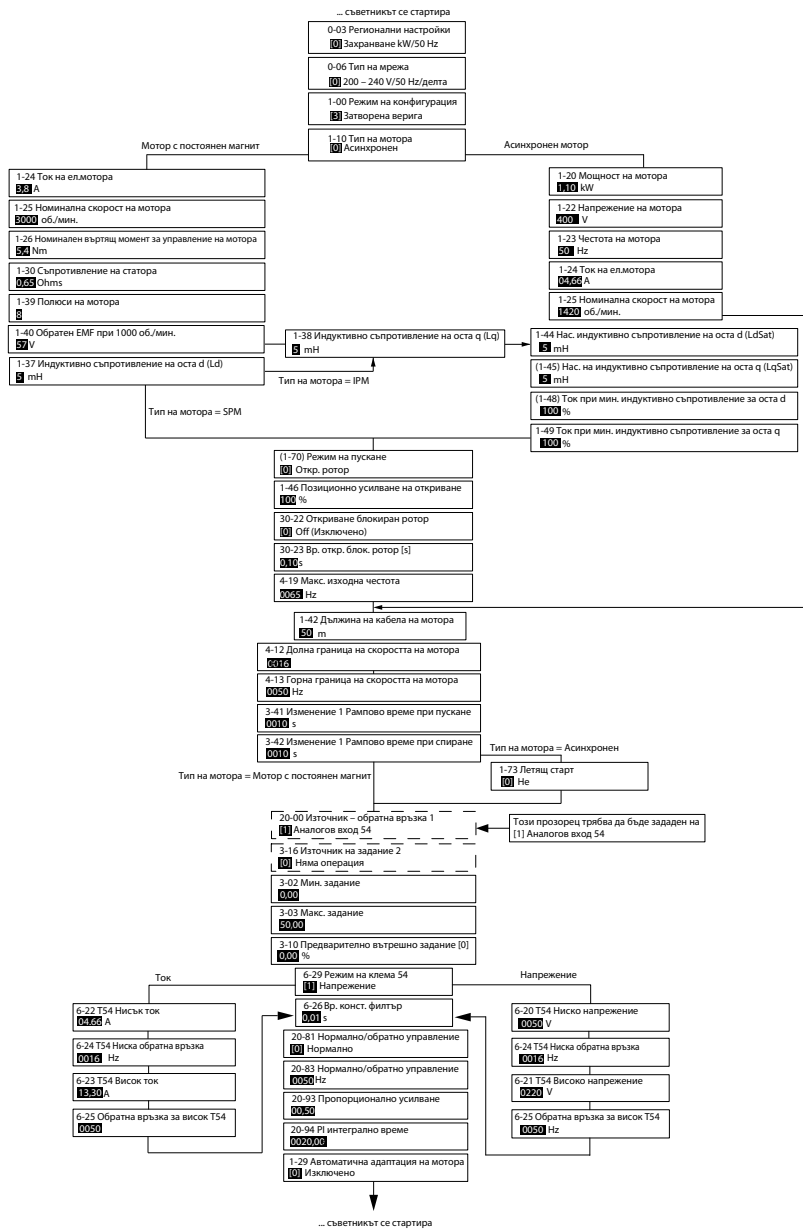 ... съветникът се стартира
0-03 Регионални настройки
[0] Захранване kW/50 Hz
0-06 Тип на мрежа
[0] 200 – 240 V/50 Hz/делта
1-00 Режим на конфигурация
[3] Затворена верига
1-10 Тип на мотора
[0] Асинхронен
Мотор с постоянен магнит
Асинхронен мотор
1-24 Ток на ел.мотора
3,8 A
1-25 Номинална скорост на мотора
3000 об./мин.
1-26 Номинален въртящ момент за управление на мотора
5,4 Nm
1-30 Съпротивление на статора
0,65 Ohms
1-39 Полюси на мотора
8
1-40 Обратен EMF при 1000 об./мин.
57 V
1-37 Индуктивно съпротивление на оста d (Ld)
5 mH
1-20 Мощност на мотора
1,10 kW
1-22 Напрежение на мотора
400 V
1-23 Честота на мотора
50 Hz
1-24 Ток на ел.мотора
04,66 A
1-25 Номинална скорост на мотора
1420 об./мин.
1-38 Индуктивно съпротивление на оста q (Lq)
5 mH
Тип на мотора = IPM
Тип на мотора = SPM
1-44 Нас. индуктивно съпротивление на оста d (LdSat)
5 mH
(1-45) Нас. на индуктивно съпротивление на оста q (LqSat)
5 mH
(1-48) Ток при мин. индуктивно съпротивление за оста d
100 %
1-49 Ток при мин. индуктивно съпротивление за оста q
100 %
(1-70) Режим на пускане
[0] Откр. ротор
1-46 Позиционно усилване на откриване
100 %
30-22 Откриване блокиран ротор
[0] Off (Изключено)
30-23 Вр. откр. блок. ротор [s]
0,10 s
4-19 Макс. изходна честота
0065 Hz
1-42 Дължина на кабела на мотора
50 m
4-12 Долна граница на скоростта на мотора
0016
4-13 Горна граница на скоростта на мотора
0050 Hz
3-41 Изменение 1 Рампово време при пускане
0010 s
3-42 Изменение 1 Рампово време при спиране
0010 s
Тип на мотора = Асинхронен
Тип на мотора = Мотор с постоянен магнит
1-73 Летящ старт
[0] Не
20-00 Източник – обратна връзка 1
[1] Аналогов вход 54
Този прозорец трябва да бъде зададен на
[1] Аналогов вход 54
3-16 Източник на задание 2
[0] Няма операция
3-02 Мин. задание
0,00
3-03 Макс. задание
50,00
3-10 Предварително вътрешно задание [0]
0,00 %
Ток
6-29 Режим на клема 54
[1] Напрежение
Напрежение
6-22 T54 Нисък ток
04.66 A
6-24 T54 Ниска обратна връзка
0016 Hz
6-23 T54 Висок ток
13,30 A
6-25 Обратна връзка за висок T54
0050
6-26 Вр. конст. филтър
0,01 s
20-81 Нормално/обратно управление
[0] Нормално
20-83 Нормално/обратно управление
0050 Hz
20-93 Пропорционално усилване
00,50
20-94 PI интегрално време
0020,00
1-29 Автоматична адаптация на мотора
[0] Изключено
6-20 T54 Ниско напрежение
0050 V
6-24 T54 Ниска обратна връзка
0016 Hz
6-21 T54 Високо напрежение
0220 V
6-25 Обратна връзка за висок T54
0050 Hz
... съветникът се стартира